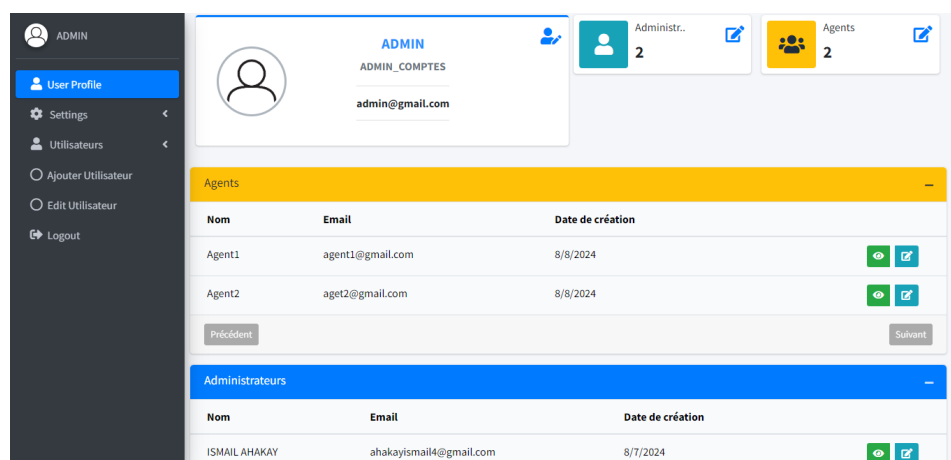 ADMIN
User Profile
Settings
Utilisateurs
Ajouter Utilisateur
Edit Utilisateur
Logout
ADMIN
ADMIN_COMPTES
admin@gmail.com
Administr..
2
Agents
2
Agents
Nom Email Date de création
Agent1 agent1@gmail.com 8/8/2024
Agent2 aget2@gmail.com 8/8/2024
Précédent Suivant
Administrateurs
Nom Email Date de création
ISMAIL AHAKAY ahakayismail4@gmail.com 8/7/2024